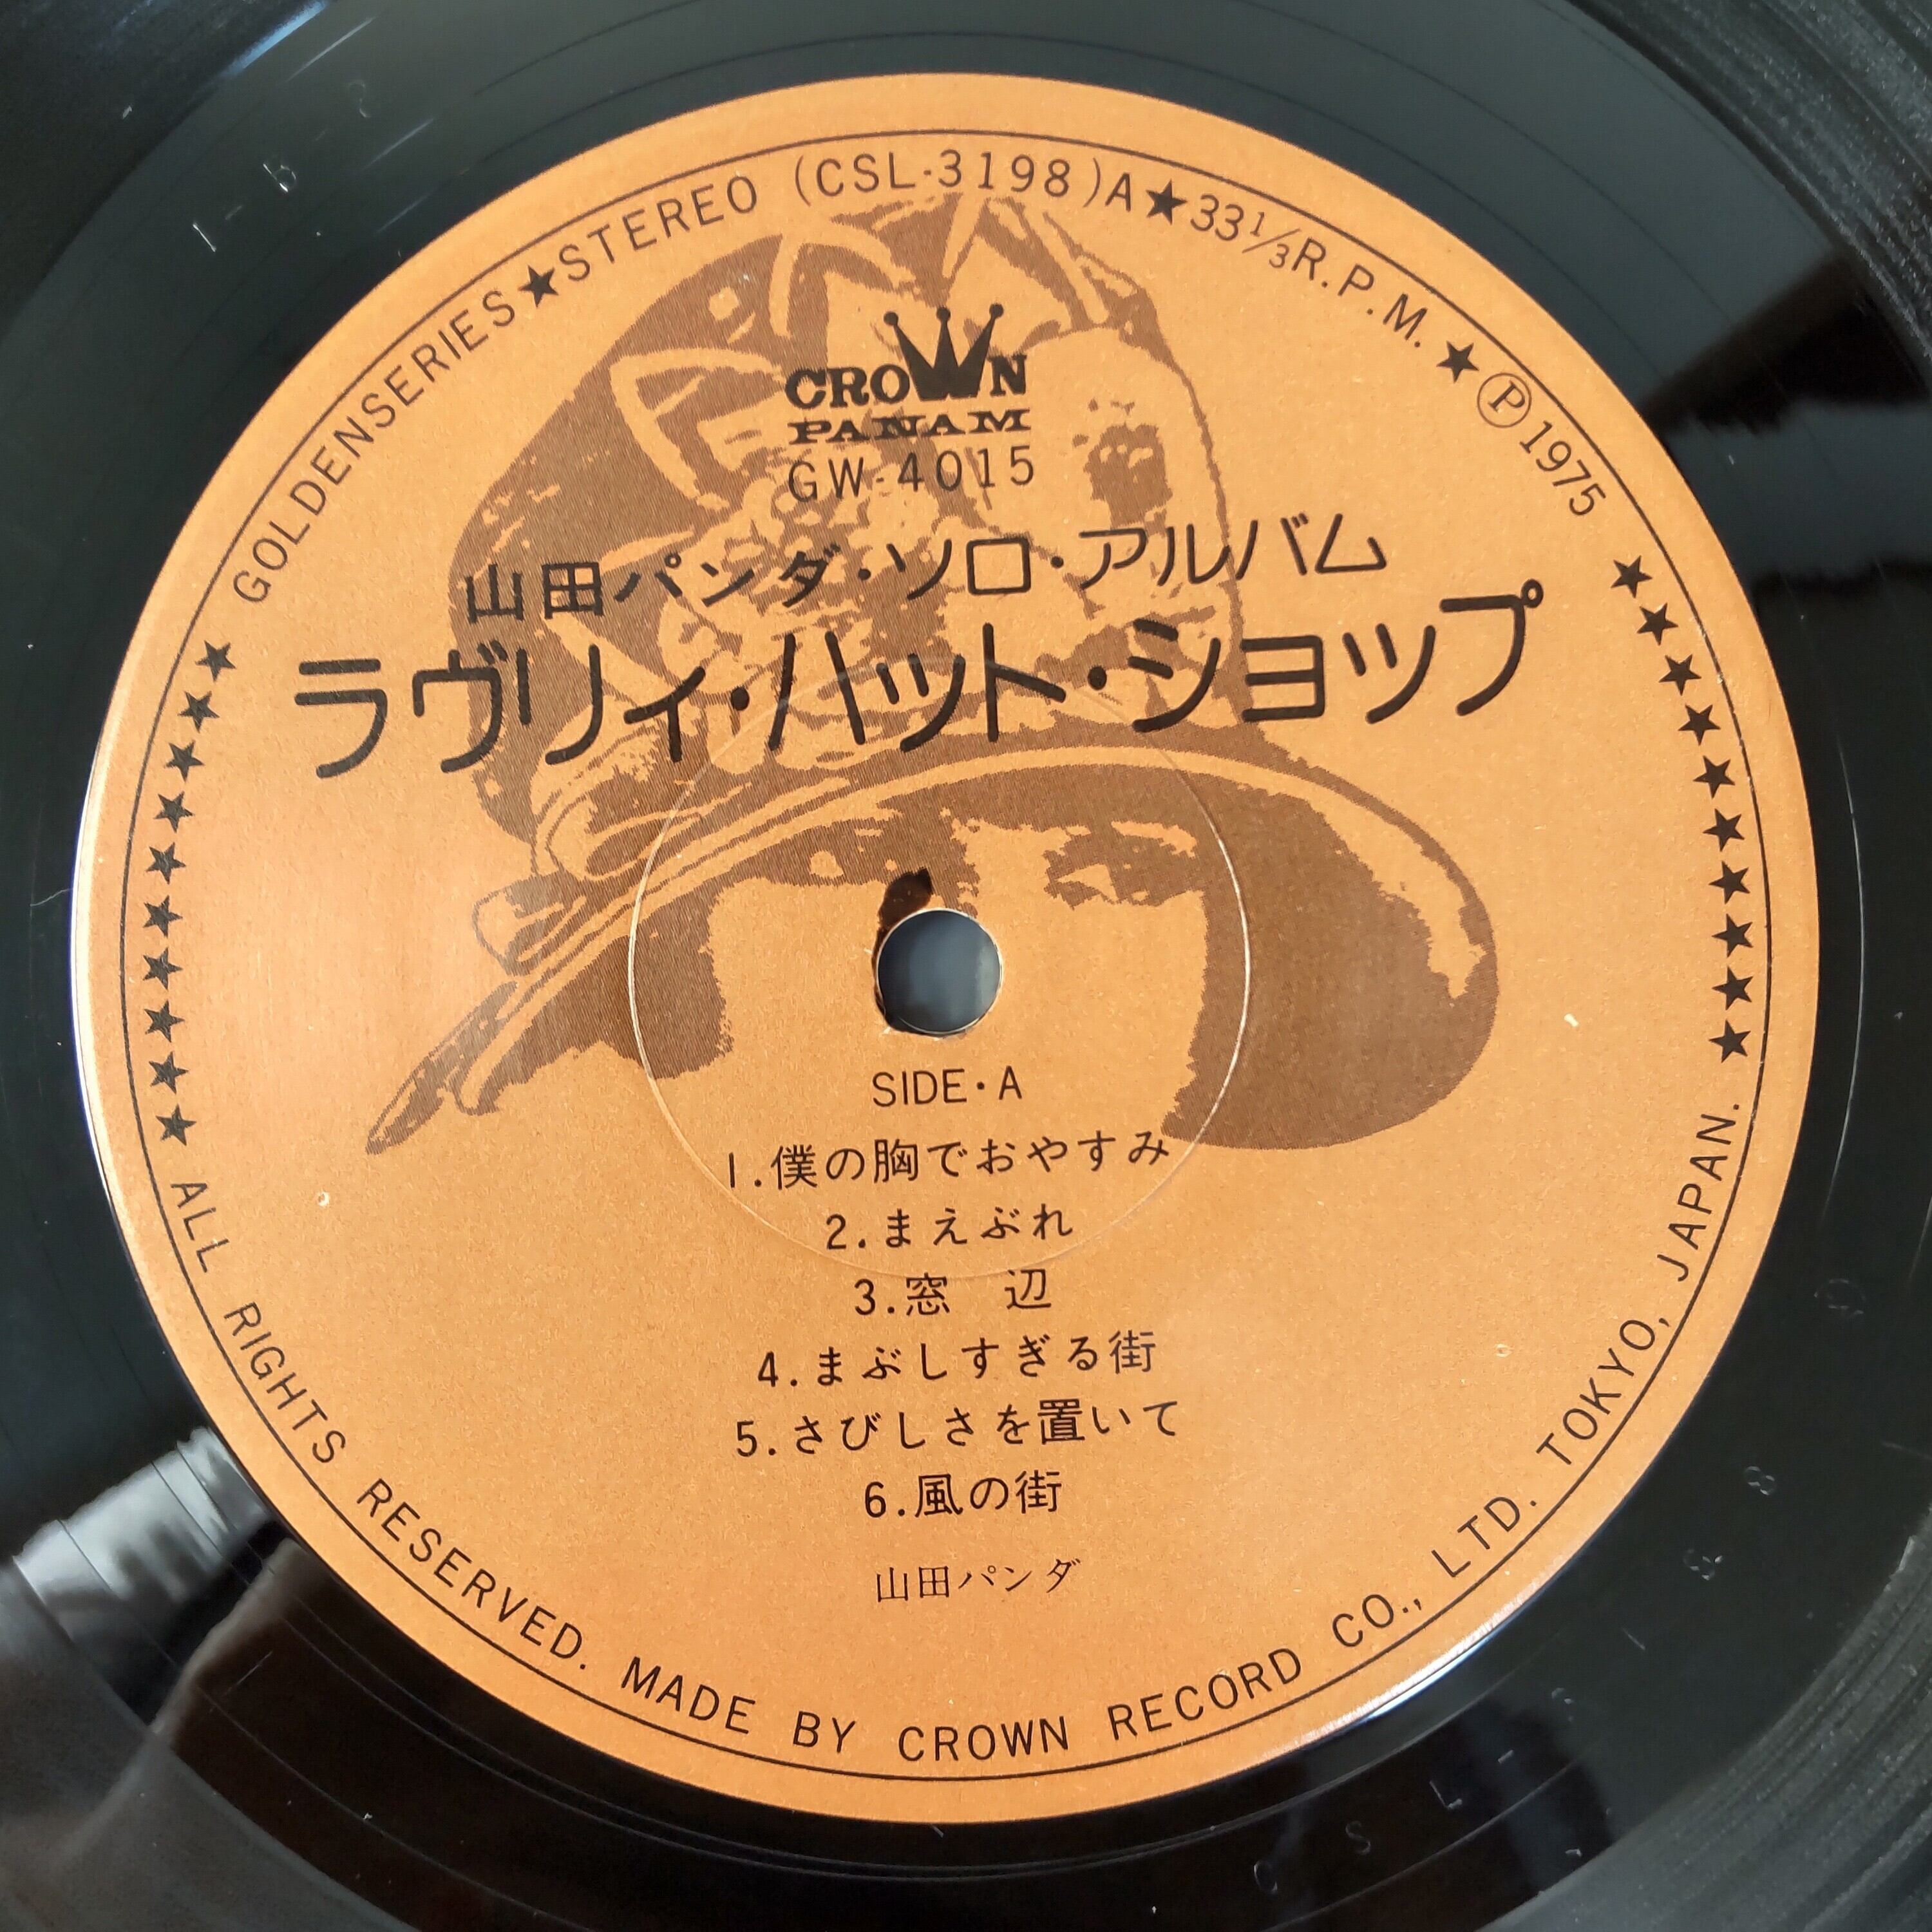 GOLDENSERIES★STEREO (CSL-3198)A★33⅓R.P.M.★Ⓟ1975
CROWN
PANAM
GW-4015
山田パンダ・ソロ・アルバム
ラヴリィ・ハット・ショップ
SIDE・A
1.僕の胸でおやすみ
2.まえぶれ
3.窓 辺
4.まぶしすぎる街
5.さびしさを置いて
6.風の街
山田パンダ
ALL RIGHTS RESERVED. MADE BY CROWN RECORD CO., LTD. TOKYO, JAPAN.